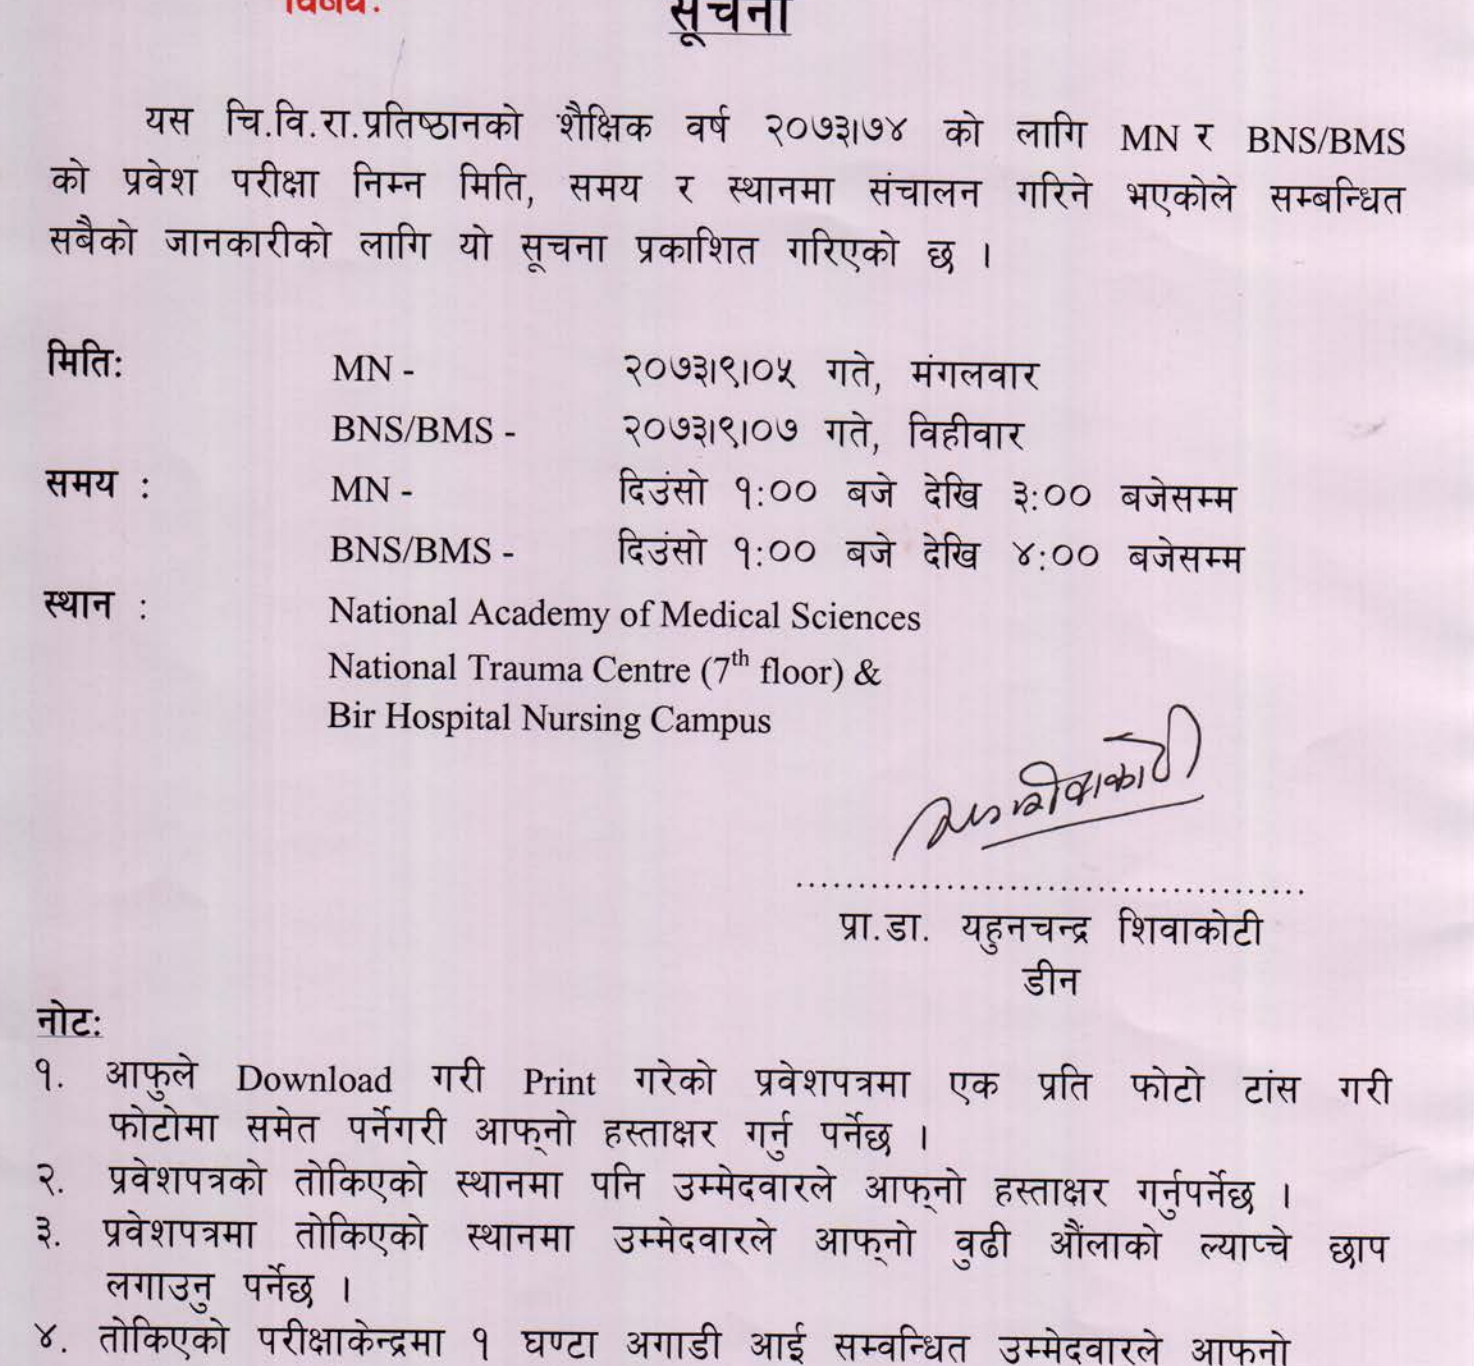 विषय:
सूचना
यस चि.वि.रा.प्रतिष्ठानको शैक्षिक वर्ष २०७३।७४ को लागि MN र BNS/BMS
को प्रवेश परीक्षा निम्न मिति, समय र स्थानमा संचालन गरिने भएकोले सम्बन्धित
सबैको जानकारीको लागि यो सूचना प्रकाशित गरिएको छ ।
मिति: MN - २०७३।९।०५ गते, मंगलवार
BNS/BMS - २०७३।९।०७ गते, विहीवार
समय : MN - दिउंसो १:०० बजे देखि ३:०० बजेसम्म
BNS/BMS - दिउंसो १:०० बजे देखि ४:०० बजेसम्म
स्थान : National Academy of Medical Sciences
National Trauma Centre (7th floor) &
Bir Hospital Nursing Campus
प्रा.डा. यहुनचन्द्र शिवाकोटी
डीन
नोट:
१. आफुले Download गरी Print गरेको प्रवेशपत्रमा एक प्रति फोटो टांस गरी
फोटोमा समेत पर्नेगरी आफ्नो हस्ताक्षर गर्नु पर्नेछ ।
२. प्रवेशपत्रको तोकिएको स्थानमा पनि उम्मेदवारले आफ्नो हस्ताक्षर गर्नुपर्नेछ ।
३. प्रवेशपत्रमा तोकिएको स्थानमा उम्मेदवारले आफ्नो वुढी औंलाको ल्याप्चे छाप
लगाउनु पर्नेछ ।
४. तोकिएको परीक्षाकेन्द्रमा १ घण्टा अगाडी आई सम्वन्धित उम्मेदवारले आफ्नो